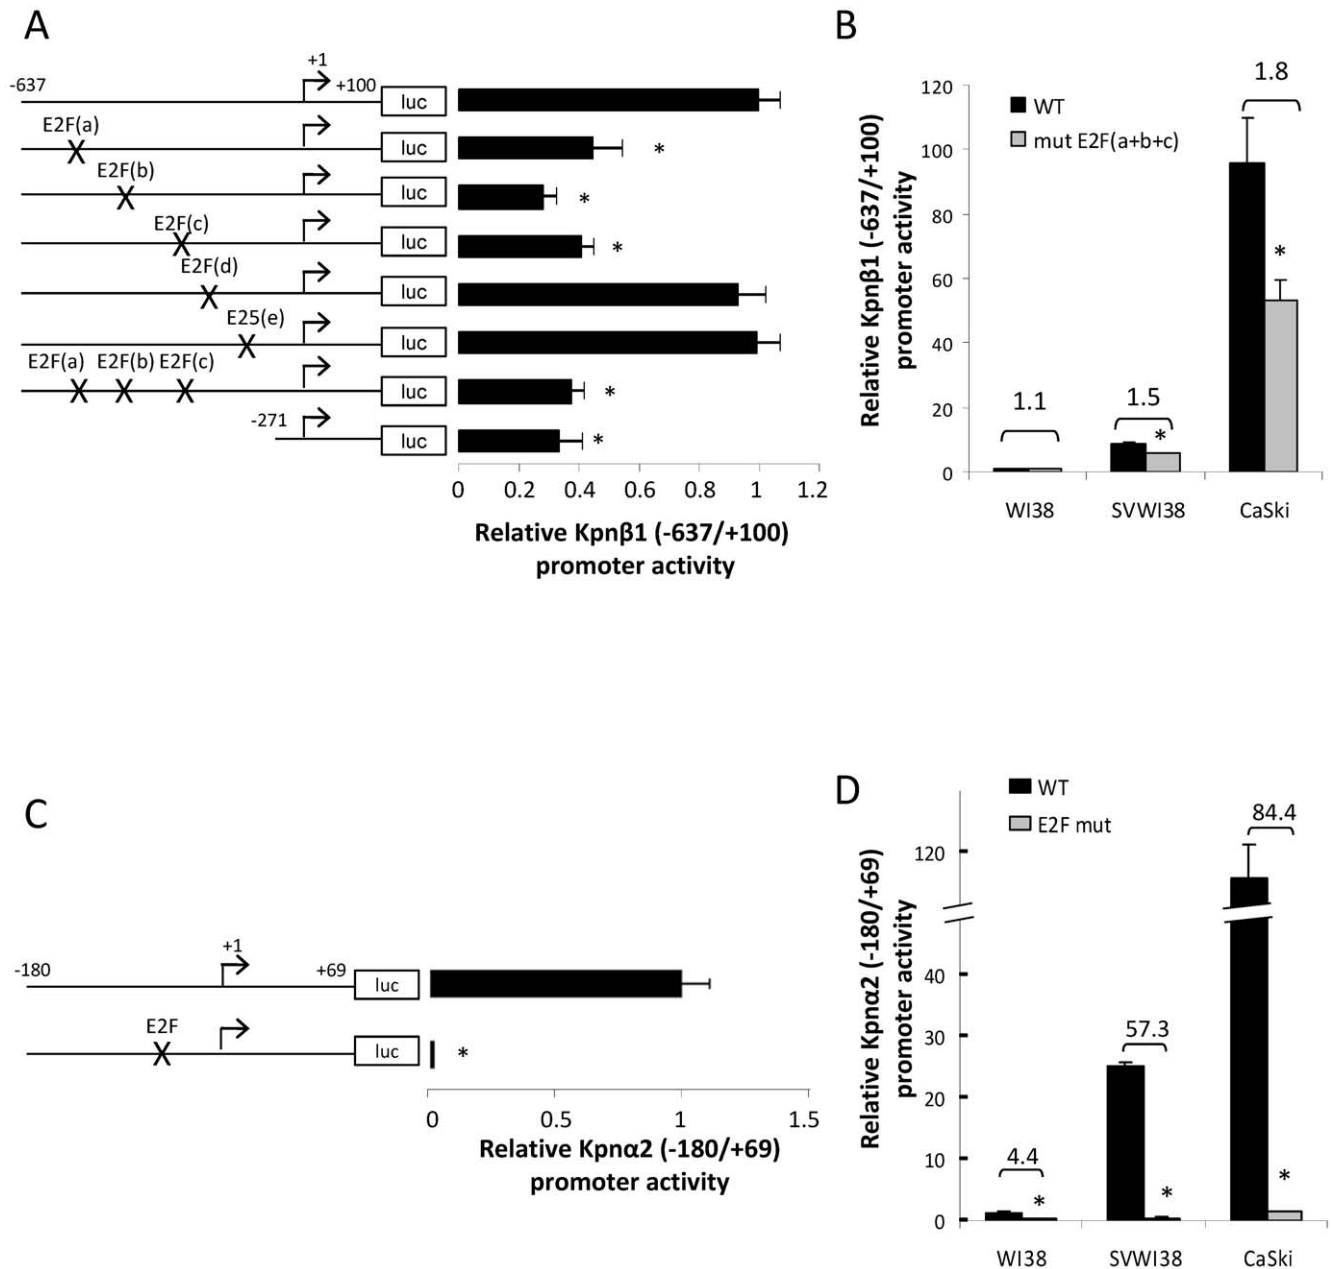 A
-637
+1
+100
luc
E2F(a)
luc
E2F(b)
luc
E2F(c)
luc
E2F(d)
luc
E25(e)
luc
E2F(a) E2F(b) E2F(c)
luc
-271
luc
* * * * *
0 0.2 0.4 0.6 0.8 1 1.2
Relative Kpnβ1 (-637/+100)
promoter activity
B
Relative Kpnβ1 (-637/+100)
promoter activity
WT
mut E2F(a+b+c)
120
100
80
60
40
20
0
1.1
1.5
*
1.8
*
WI38 SVWI38 CaSki
C
-180
+1
+69
luc
E2F
luc
*
0 0.5 1 1.5
Relative Kpnα2 (-180/+69)
promoter activity
D
Relative Kpnα2 (-180/+69)
promoter activity
WT
E2F mut
120
40
30
20
10
0
4.4
*
57.3
*
84.4
*
WI38 SVWI38 CaSki